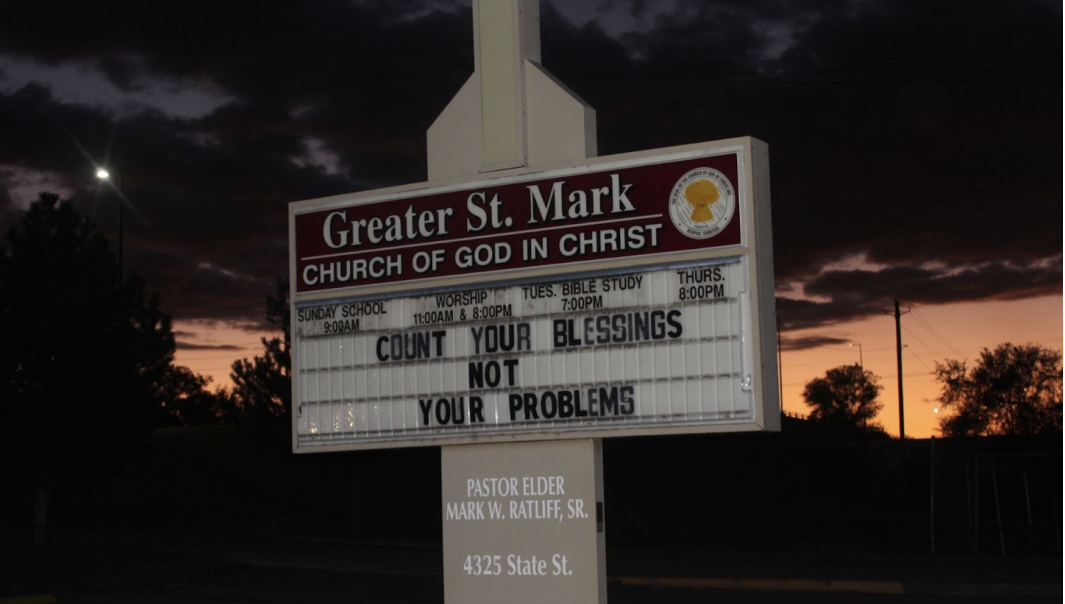 Greater St. Mark
CHURCH OF GOD IN CHRIST
SUNDAY SCHOOL
9:00AM
WORSHIP
11:00AM & 8:00PM
TUES. BIBLE STUDY
7:00PM
THURS.
8:00PM
COUNT YOUR BLESSINGS
NOT
YOUR PROBLEMS
PASTOR ELDER
MARK W. RATLIFF, SR.
4325 State St.